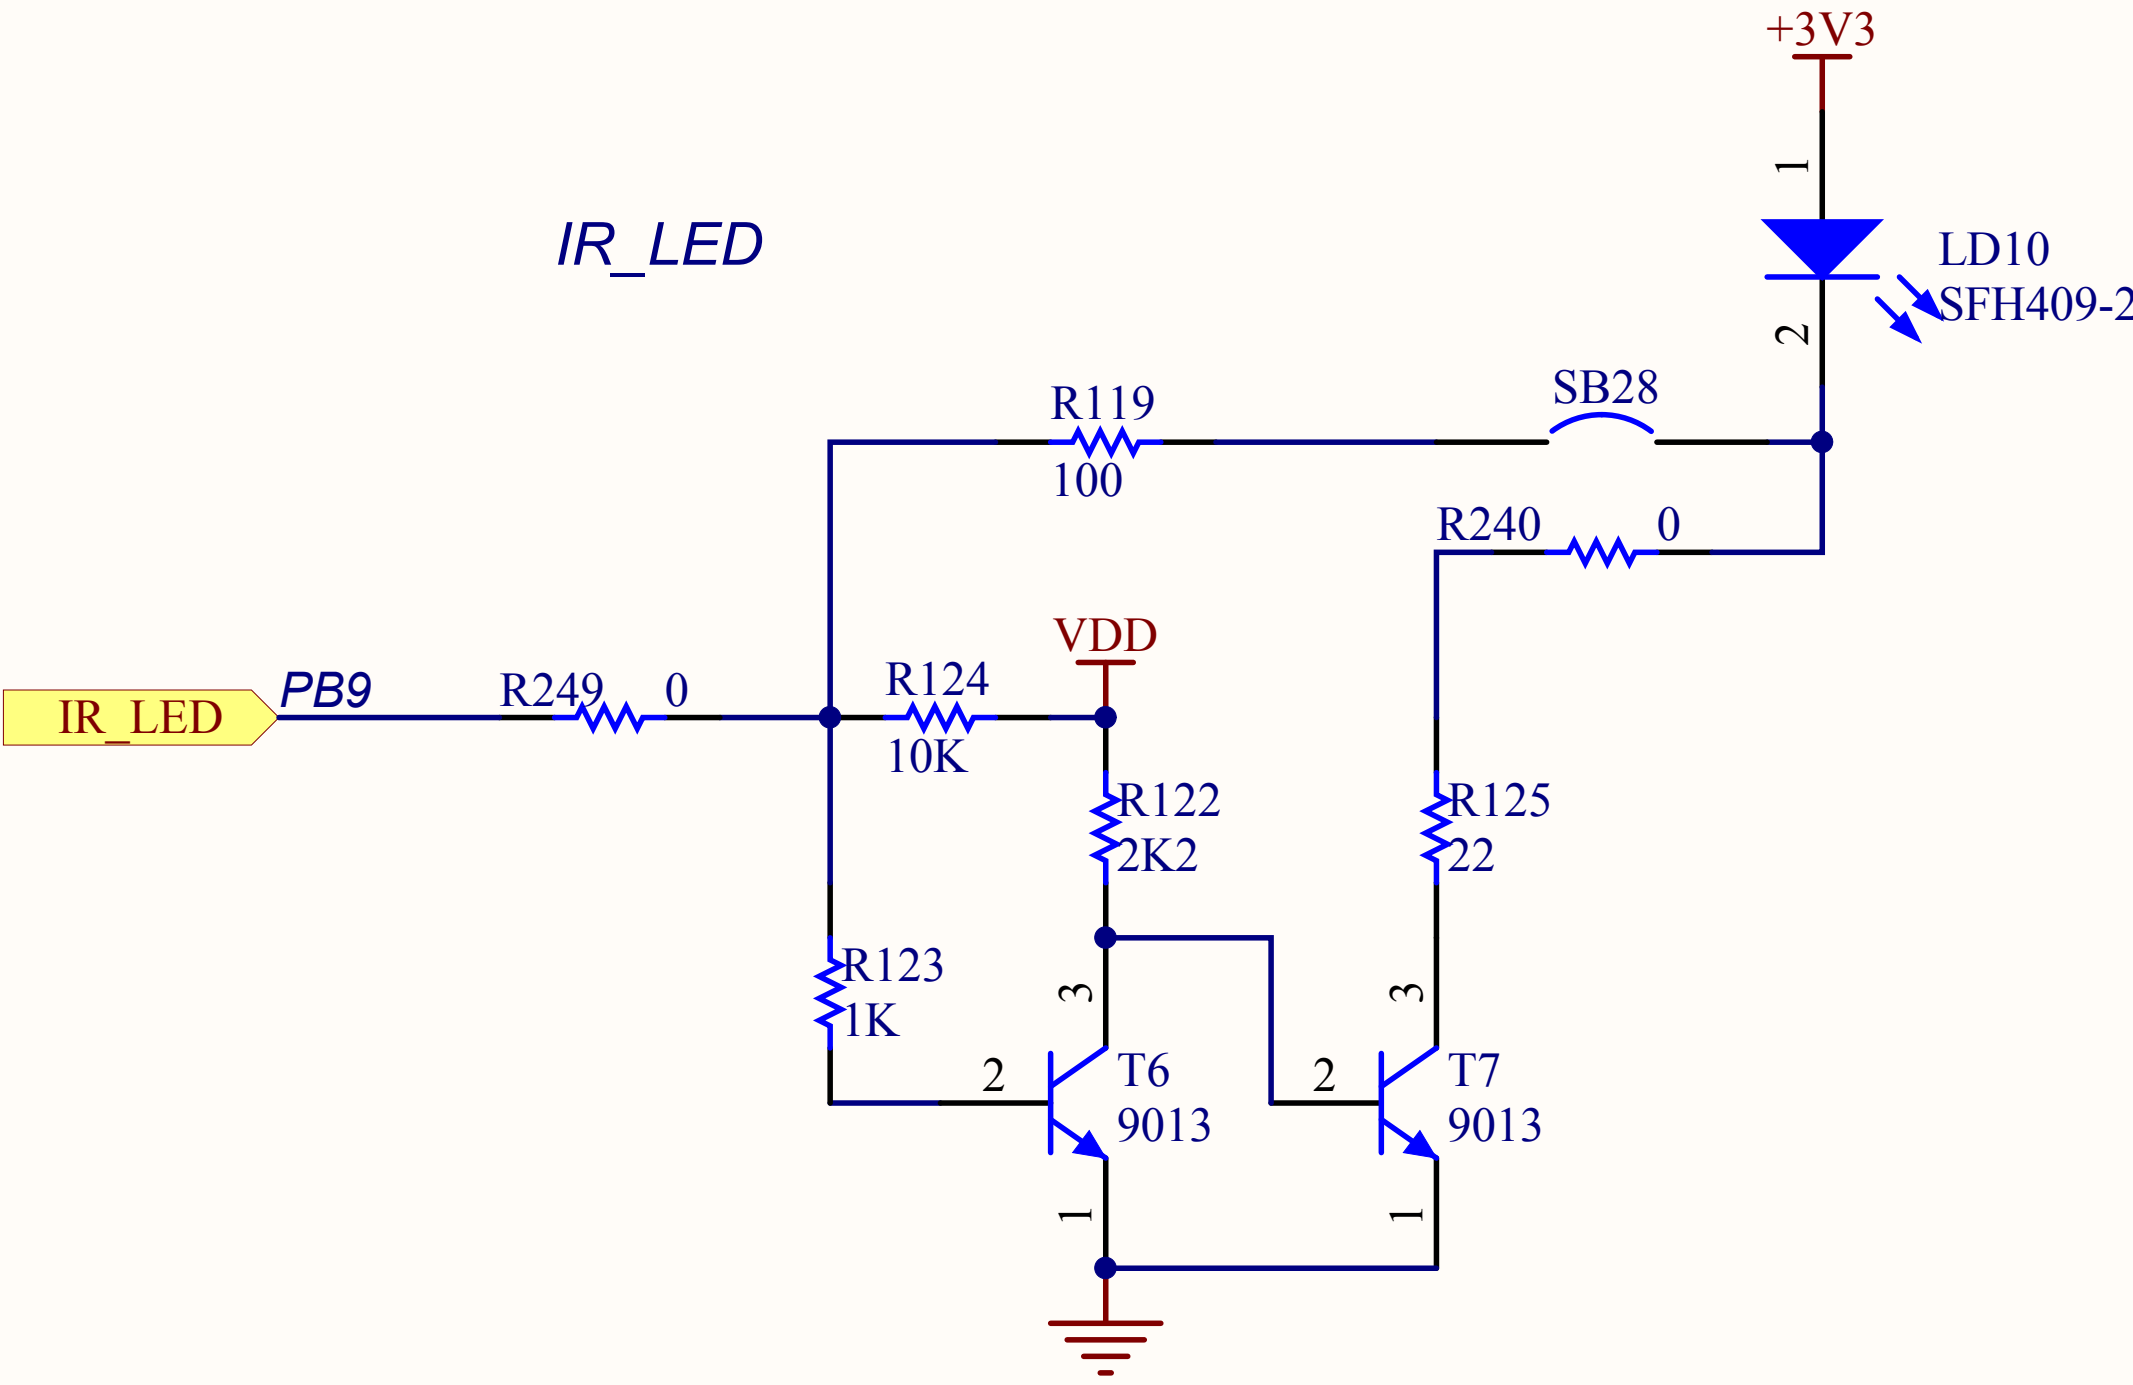 +3V3
1
IR_LED
LD10
SFH409-2
2
SB28
R119
100
R240 0
VDD
IR_LED
PB9
R249 0
R124
10K
R122
2K2
R125
22
R123
1K
3
3
2
T6
9013
2
T7
9013
1
1